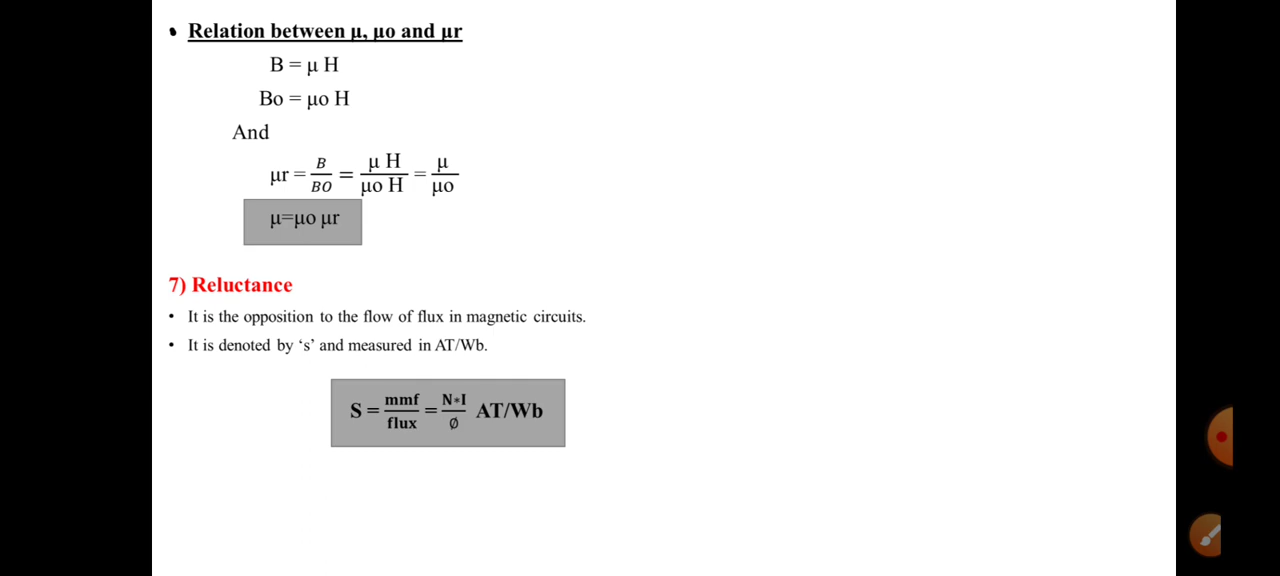 • Relation between µ, µo and µr
B = µ H
Bo = µo H
And
µr = B/BO = µ H/µo H = µ/µo
µ=µo µr
7) Reluctance
• It is the opposition to the flow of flux in magnetic circuits.
• It is denoted by ‘s’ and measured in AT/Wb.
S = mmf/flux = N*I/Ø AT/Wb